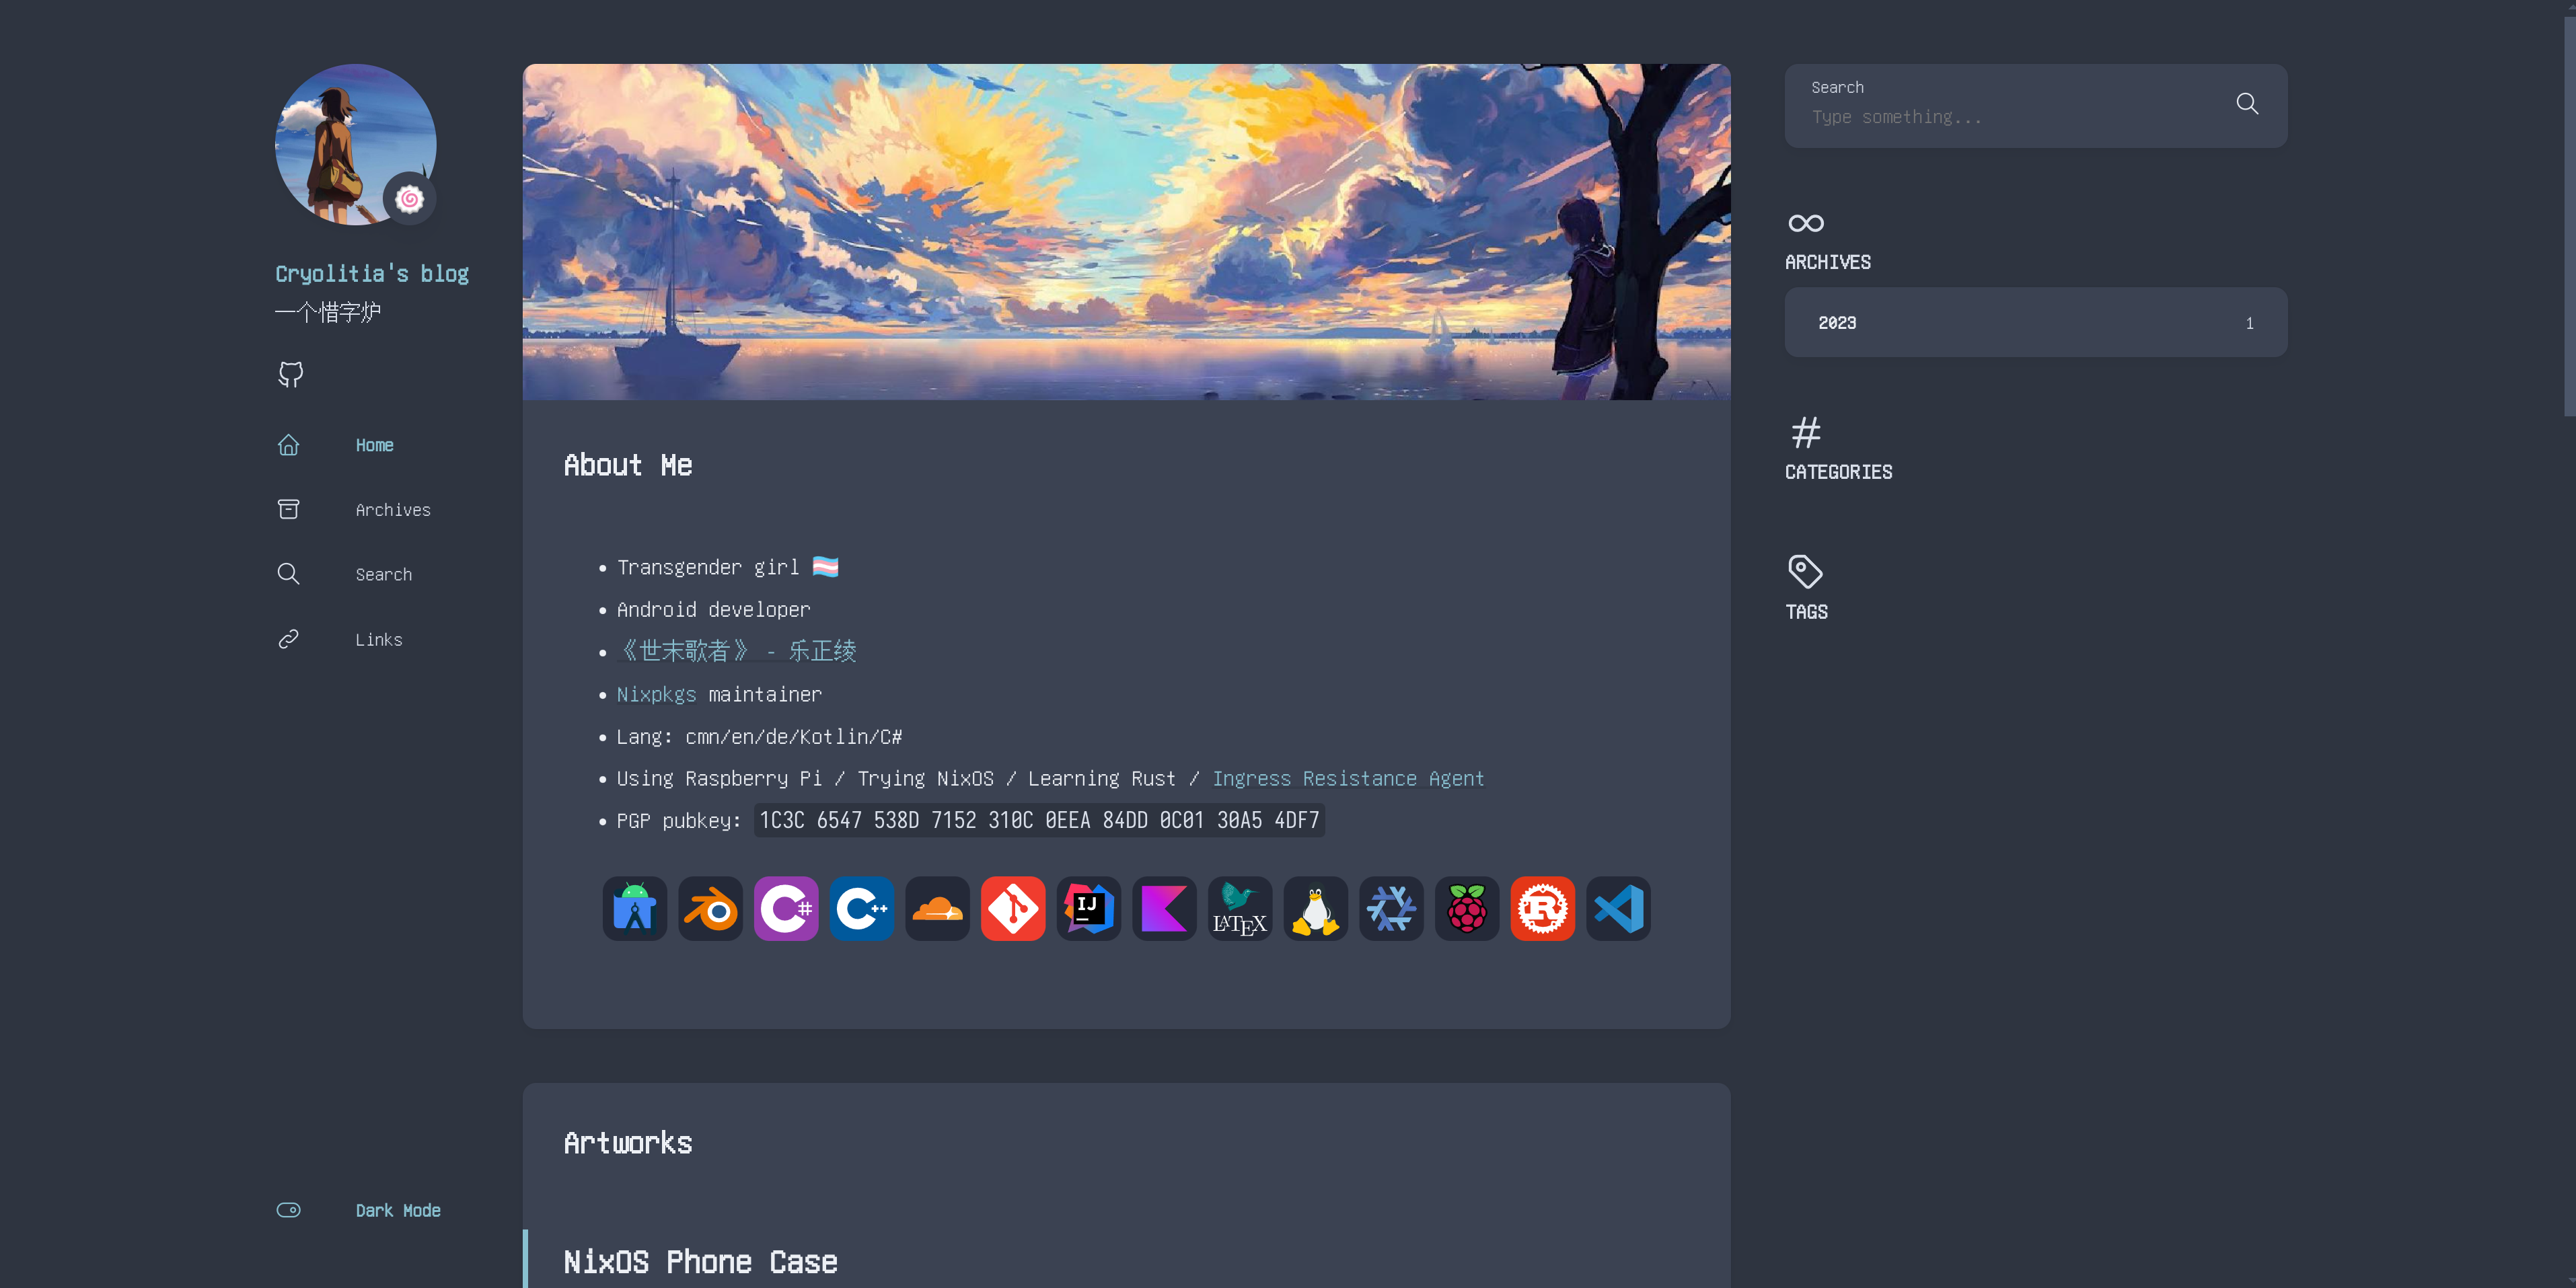 Cryolitia's blog
一个惜字炉
Home
Archives
Search
Links
Dark Mode
About Me
Transgender girl 🏳️‍⚧️
Android developer
《世末歌者》 - 乐正绫
Nixpkgs maintainer
Lang: cmn/en/de/Kotlin/C#
Using Raspberry Pi / Trying NixOS / Learning Rust / Ingress Resistance Agent
PGP pubkey: 1C3C 6547 538D 7152 310C 0EEA 84DD 0C01 30A5 4DF7
C# C++ IJ LATEX R
Artworks
NixOS Phone Case
Search
Type something...
ARCHIVES
2023 1
CATEGORIES
TAGS